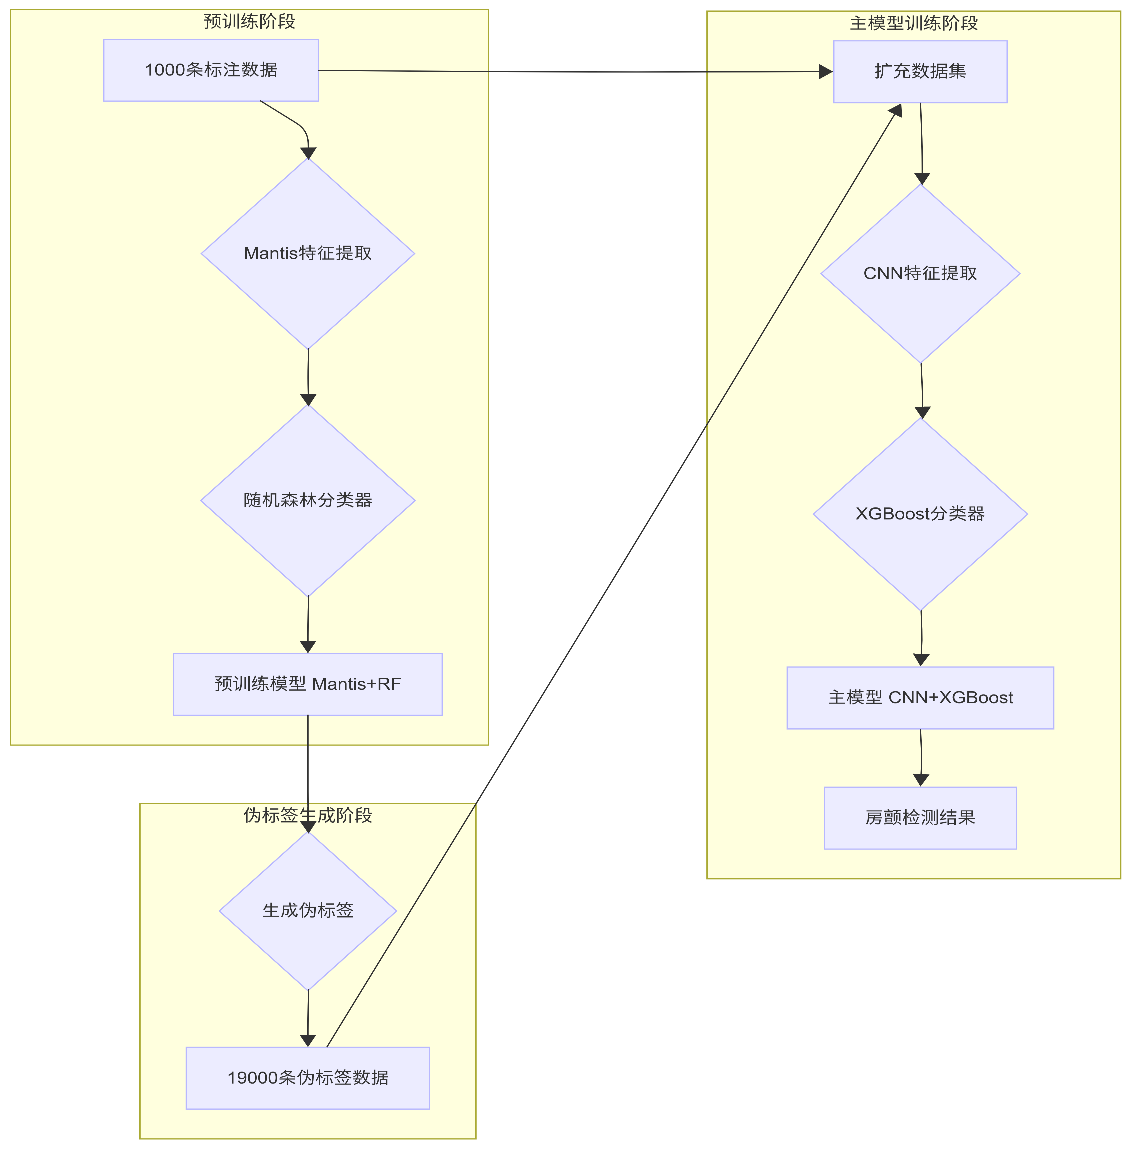 预训练阶段
1000条标注数据
Mantis特征提取
随机森林分类器
预训练模型 Mantis+RF
伪标签生成阶段
生成伪标签
19000条伪标签数据
主模型训练阶段
扩充数据集
CNN特征提取
XGBoost分类器
主模型 CNN+XGBoost
房颤检测结果